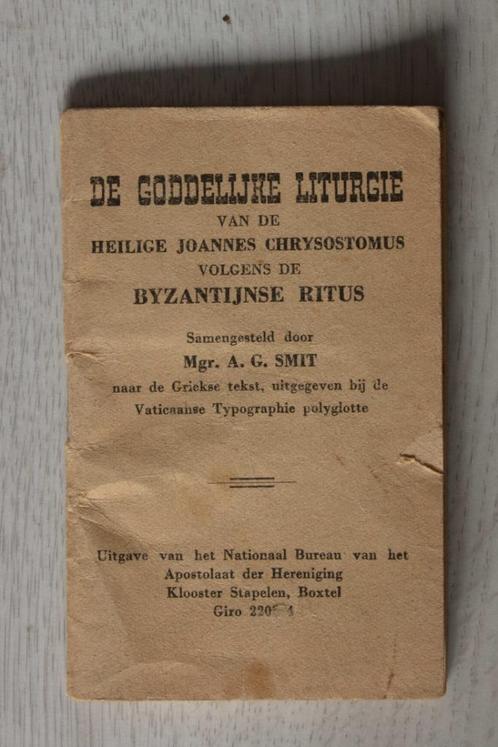 DE GODDELIJKE LITURGIE
VAN DE
HEILIGE JOANNES CHRYSOSTOMUS
VOLGENS DE
BYZANTIJNSE RITUS
Samengesteld door
Mgr. A. G. SMIT
naar de Griekse tekst, uitgegeven bij de
Vaticaanse Typographie polyglotte
Uitgave van het Nationaal Bureau van het
Apostolaat der Hereniging
Klooster Stapelen, Boxtel
Giro